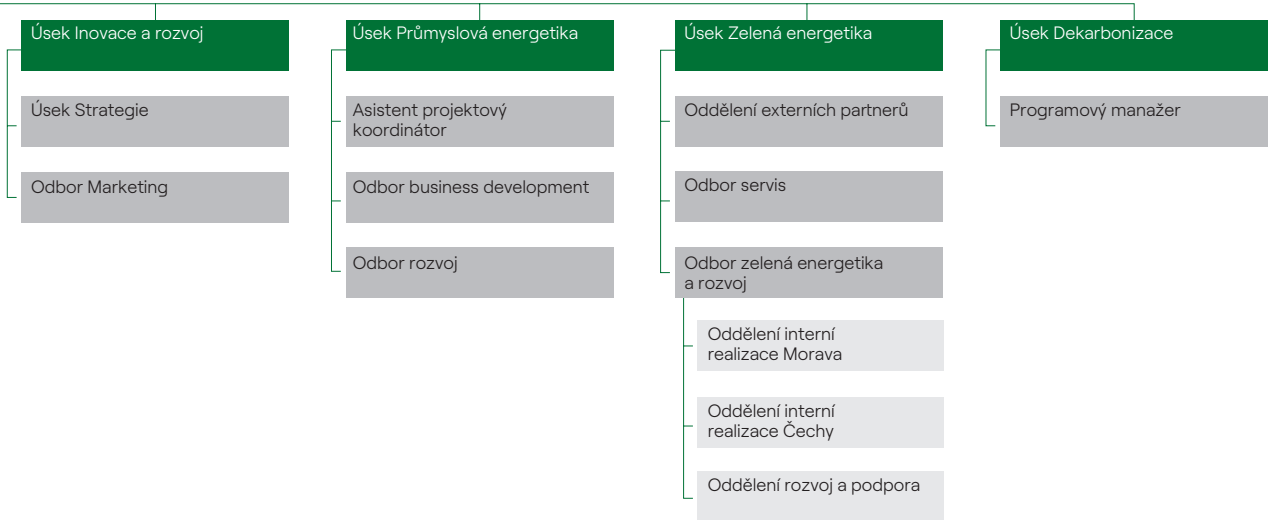 Úsek Inovace a rozvoj
Úsek Strategie
Odbor Marketing
Úsek Průmyslová energetika
Asistent projektový
koordinátor
Odbor business development
Odbor rozvoj
Úsek Zelená energetika
Oddělení externích partnerů
Odbor servis
Odbor zelená energetika
a rozvoj
Oddělení interní
realizace Morava
Oddělení interní
realizace Čechy
Oddělení rozvoj a podpora
Úsek Dekarbonizace
Programový manažer